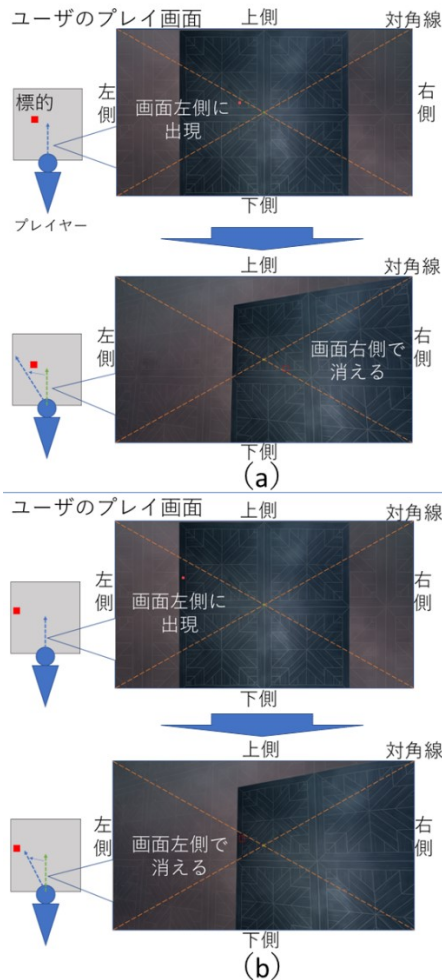 ユーザのプレイ画面
上側
対角線
標的
左側
画面左側に
出現
右側
下側
プレイヤー
上側
対角線
左側
画面右側で
消える
右側
下側
(a)
ユーザのプレイ画面
上側
対角線
左側
画面左側に
出現
右側
下側
上側
対角線
左側
画面左側で
消える
右側
下側
(b)